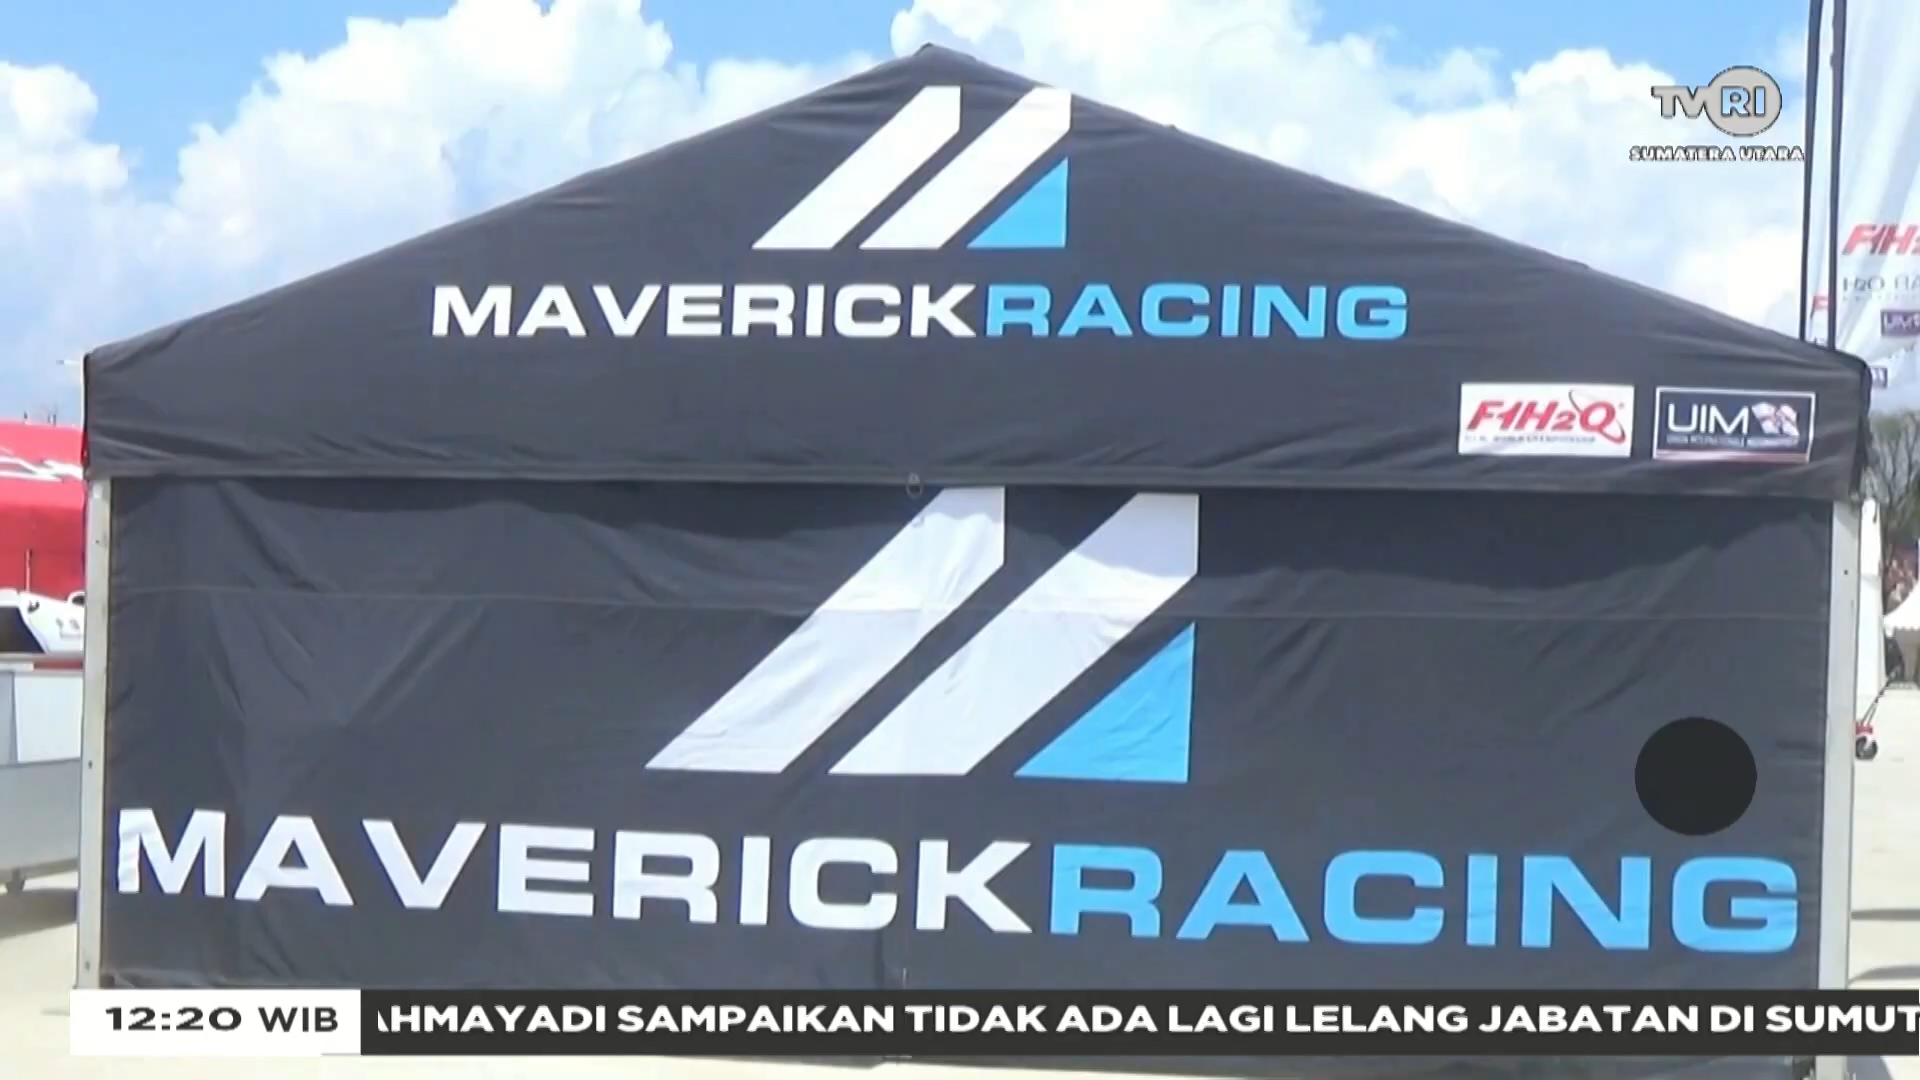 TVRI
SUMATERA UTARA
MAVERICKRACING
F1H2O
UIM
MAVERICKRACING
12:20 WIB
AHMAYADI SAMPAIKAN TIDAK ADA LAGI LELANG JABATAN DI SUMUT